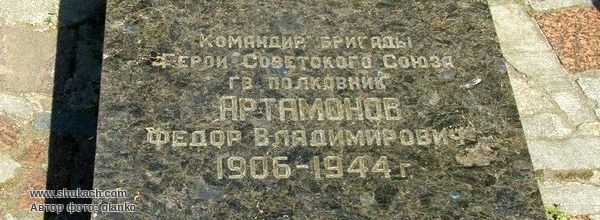 Командир бригады
Герой Советского Союза
гв полковник
Артамонов
Федор Владимирович
1906-1944 г
www.shukach.com
Автор фото: olanko